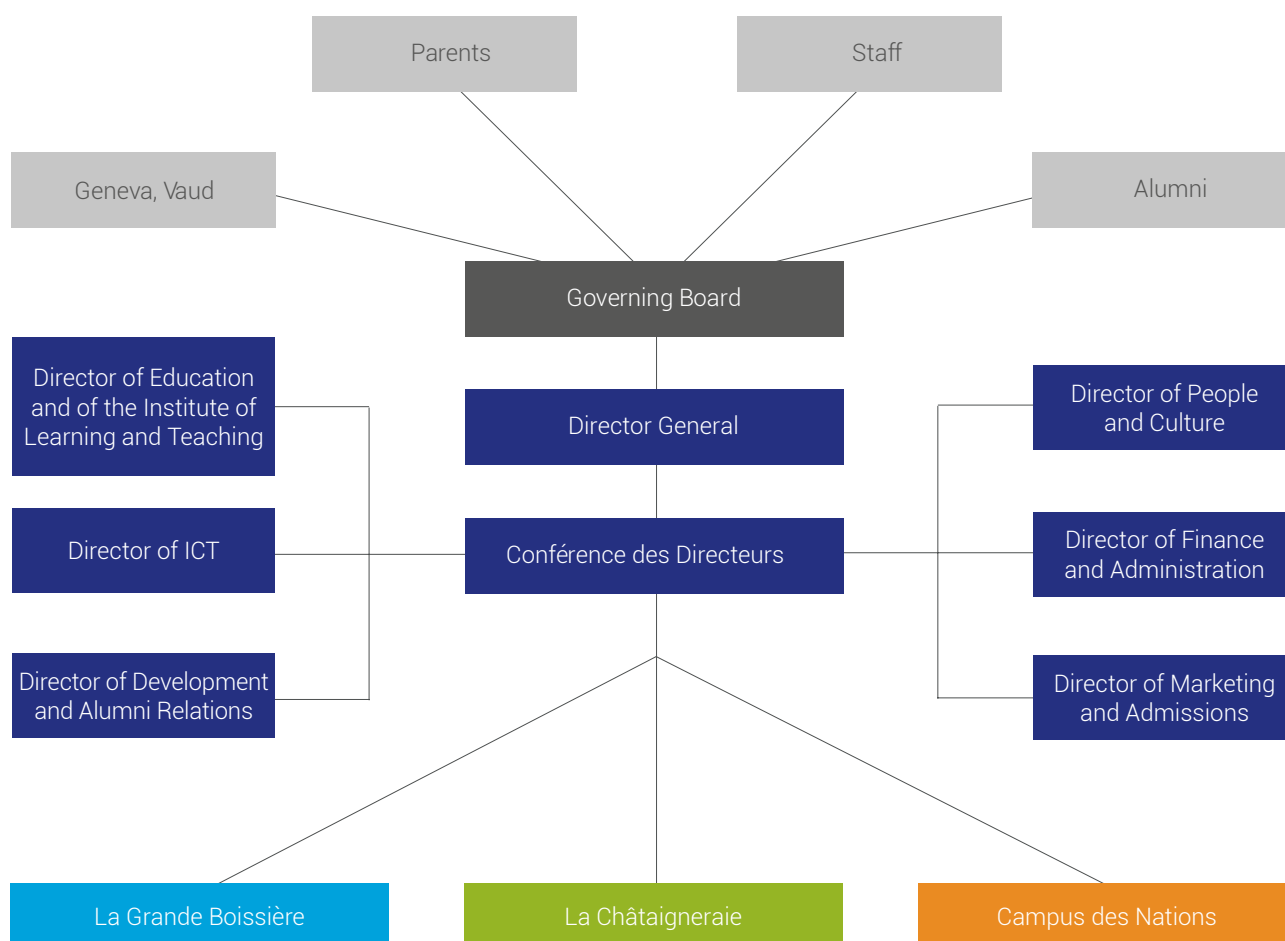 Parents
Staff
Geneva, Vaud
Alumni
Governing Board
Director of Education
and of the Institute of
Learning and Teaching
Director General
Director of People
and Culture
Director of ICT
Conférence des Directeurs
Director of Finance
and Administration
Director of Development
and Alumni Relations
Director of Marketing
and Admissions
La Grande Boissière
La Châtaigneraie
Campus des Nations